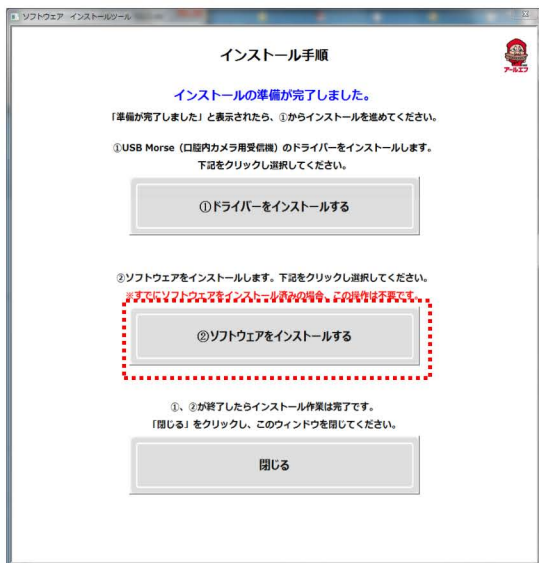 ソフトウェア インストールツール
インストール手順
アールエフ
インストールの準備が完了しました。
「準備が完了しました」と表示されたら、①からインストールを進めてください。
①USB Morse（口腔内カメラ用受信機）のドライバーをインストールします。
下記をクリックし選択してください。
①ドライバーをインストールする
②ソフトウェアをインストールします。下記をクリックし選択してください。
※すでにソフトウェアをインストール済みの場合、この操作は不要です。
②ソフトウェアをインストールする
①、②が終了したらインストール作業は完了です。
「閉じる」をクリックし、このウィンドウを閉じてください。
閉じる